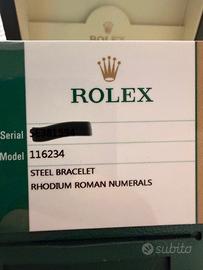 ROLEX
Serial
Model 116234
STEEL BRACELET
RHODIUM ROMAN NUMERALS
subito